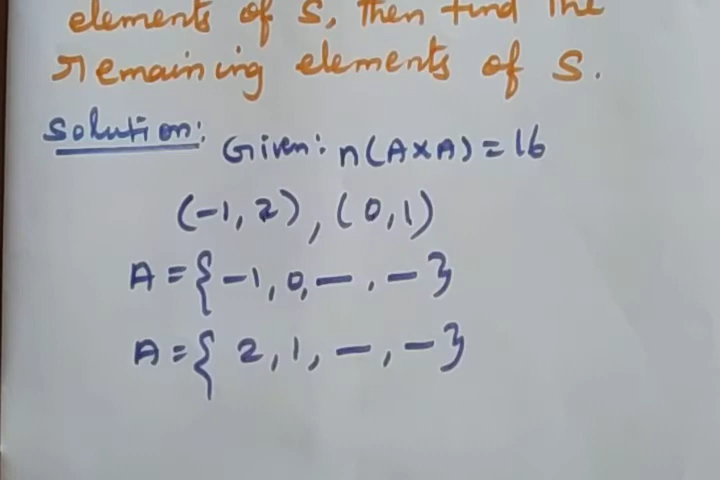 elements of S, then find the
remaining elements of S.
Solution: Given: n(A×A)=16
(-1, 2), (0,1)
A = {-1, 0, —, —}
A = { 2, 1, —, —}